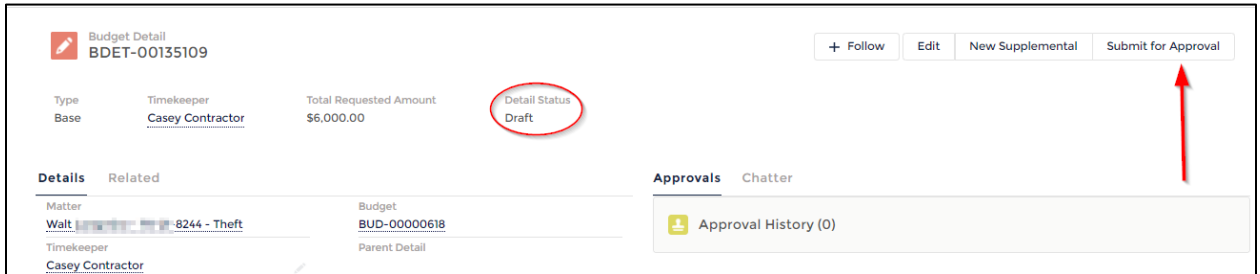 Budget Detail
BDET-00135109
+ Follow
Edit
New Supplemental
Submit for Approval
Type
Timekeeper
Total Requested Amount
Detail Status
Base
Casey Contractor
$6,000.00
Draft
Details
Related
Approvals
Chatter
Matter
Budget
Walt -8244 - Theft
BUD-00000618
Approval History (0)
Timekeeper
Parent Detail
Casey Contractor